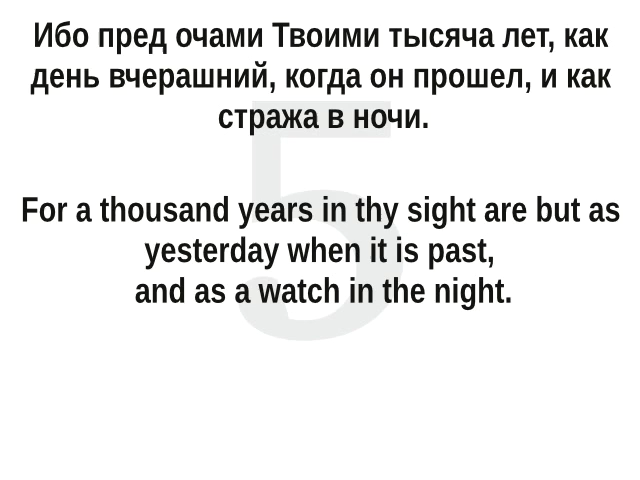 Ибо пред очами Твоими тысяча лет, как
день вчерашний, когда он прошел, и как
стража в ночи.
For a thousand years in thy sight are but as
yesterday when it is past,
and as a watch in the night.
5